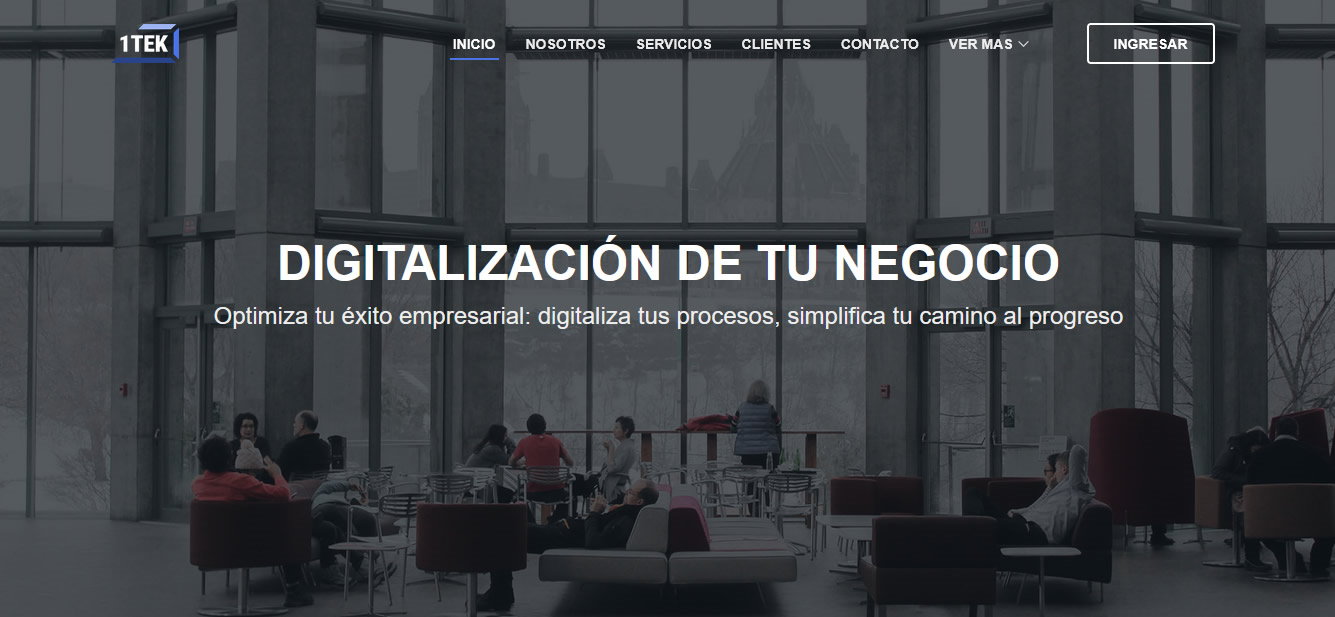 1TEK
INICIO NOSOTROS SERVICIOS CLIENTES CONTACTO VER MAS INGRESAR
DIGITALIZACIÓN DE TU NEGOCIO
Optimiza tu éxito empresarial: digitaliza tus procesos, simplifica tu camino al progreso